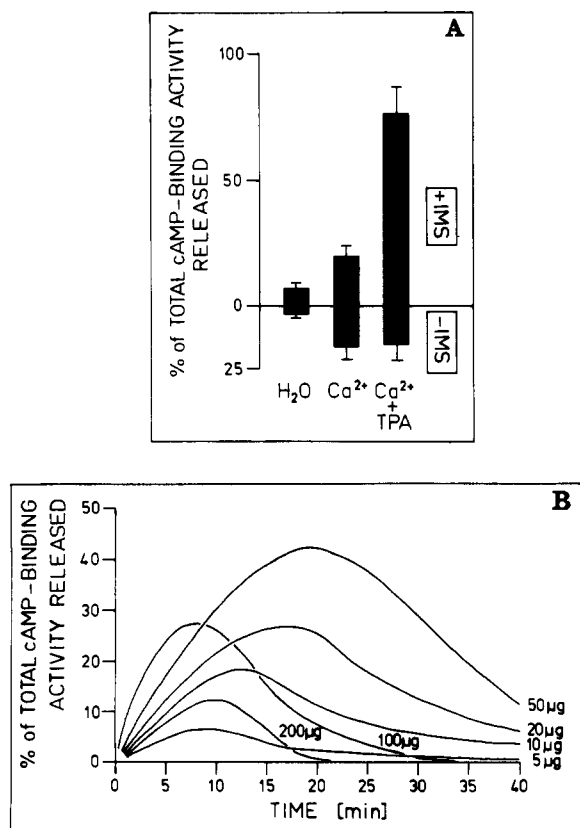 A
% of TOTAL cAMP-BINDING ACTIVITY
RELEASED
100
50
0
25
+IMS
-IMS
H₂O Ca²⁺ Ca²⁺
+
TPA
B
% of TOTAL cAMP-BINDING
ACTIVITY RELEASED
50
40
30
20
10
0
200µg 100µg
50µg
20µg
10µg
5µg
0 5 10 15 20 25 30 35 40
TIME [min]